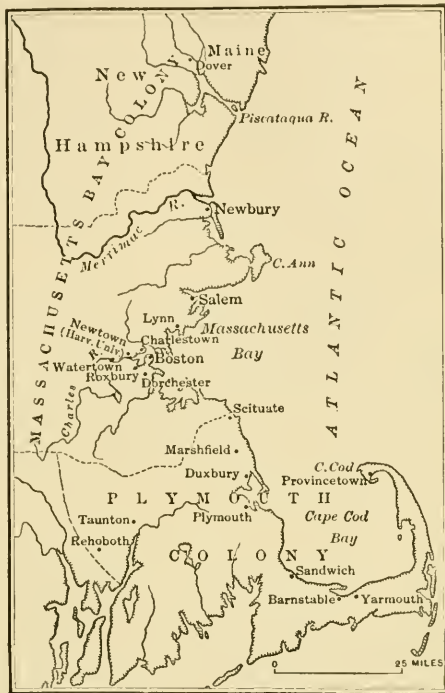 Maine
New
Dover
Piscataqua R.
Hampshire
MASSACHUSETTS BAY COLONY
ATLANTIC OCEAN
Merrimac R.
Newbury
C. Ann
Salem
Lynn
Massachusetts
Bay
Charlestown
Newtown
(Harv. Univ.)
Boston
Watertown
Roxbury
Dorchester
Charles R.
Scituate
Marshfield
Duxbury
C. Cod
Provincetown
PLYMOUTH
Plymouth
Cape Cod
Bay
Taunton
Rehoboth
COLONY
Sandwich
Barnstable
Yarmouth
0 25 MILES